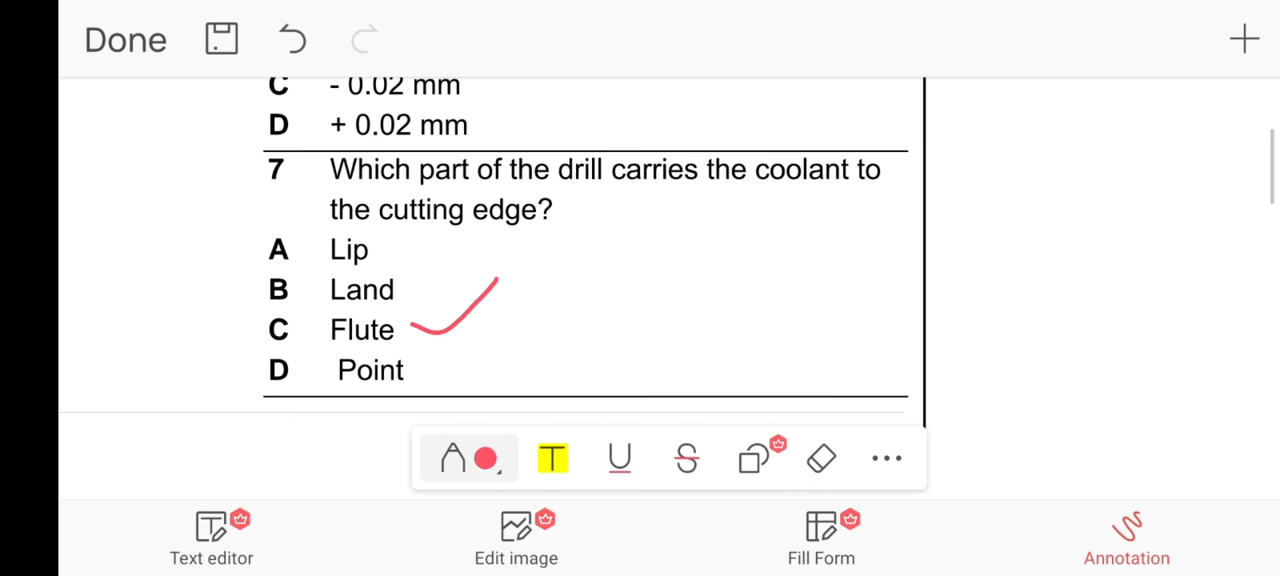 Done
C - 0.02 mm
D + 0.02 mm
7 Which part of the drill carries the coolant to
the cutting edge?
A Lip
B Land
C Flute
D Point
T U S
Text editor Edit image Fill Form Annotation